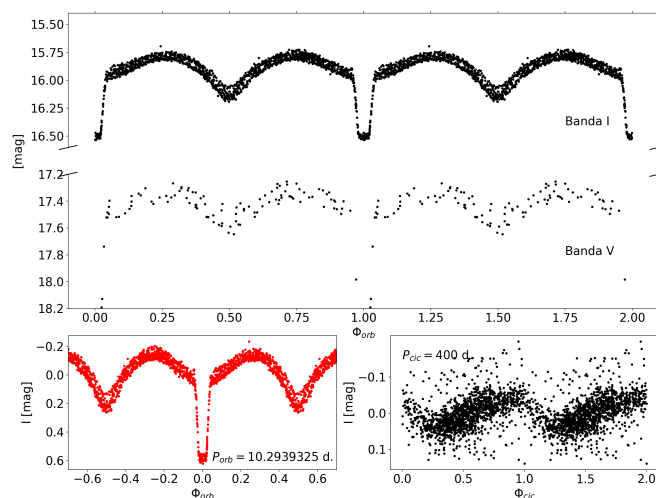 15.50
15.75
16.00
16.25
16.50
[mag]
Banda I
17.2
17.4
17.6
17.8
18.0
18.2
Banda V
0.00 0.25 0.50 0.75 1.00 1.25 1.50 1.75 2.00
Φorb
−0.2
0.0
0.2
0.4
0.6
I [mag]
Porb = 10.2939325 d.
−0.6 −0.4 −0.2 0.0 0.2 0.4 0.6
Φorb
Pcic = 400 d.
−0.1
0.0
0.1
I [mag]
0.0 0.5 1.0 1.5 2.0
Φcic